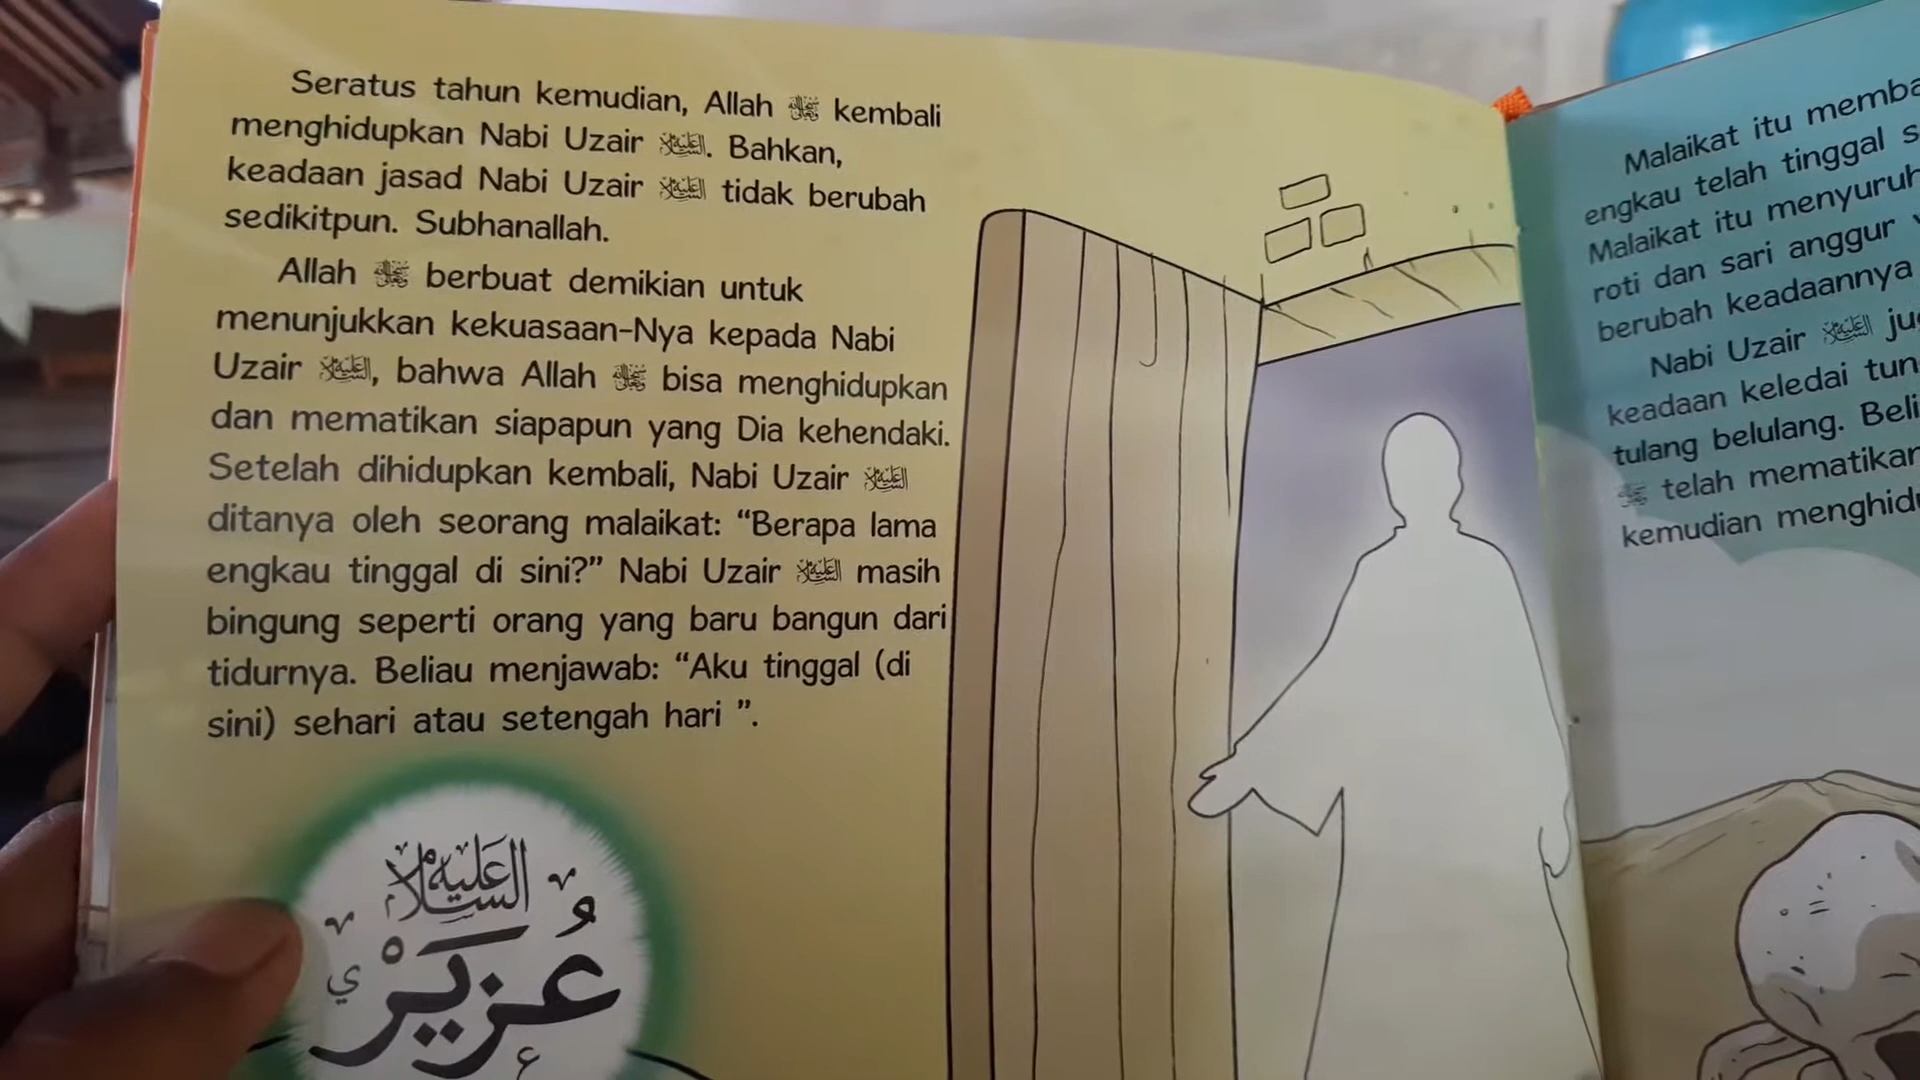 Seratus tahun kemudian, Allah ﷻ kembali
menghidupkan Nabi Uzair عليه السلام. Bahkan,
keadaan jasad Nabi Uzair عليه السلام tidak berubah
sedikitpun. Subhanallah.
Allah ﷻ berbuat demikian untuk
menunjukkan kekuasaan-Nya kepada Nabi
Uzair عليه السلام, bahwa Allah ﷻ bisa menghidupkan
dan mematikan siapapun yang Dia kehendaki.
Setelah dihidupkan kembali, Nabi Uzair عليه السلام
ditanya oleh seorang malaikat: “Berapa lama
engkau tinggal di sini?” Nabi Uzair عليه السلام masih
bingung seperti orang yang baru bangun dari
tidurnya. Beliau menjawab: “Aku tinggal (di
sini) sehari atau setengah hari ”.
عليه السلام
عُزَيْر
Malaikat itu
engkau telah tinggal
Malaikat itu menyuruh
roti dan sari anggur
berubah keadaannya
Nabi Uzair عليه السلام
keadaan keledai
tulang belulang.
ﷻ telah mematikan
kemudian